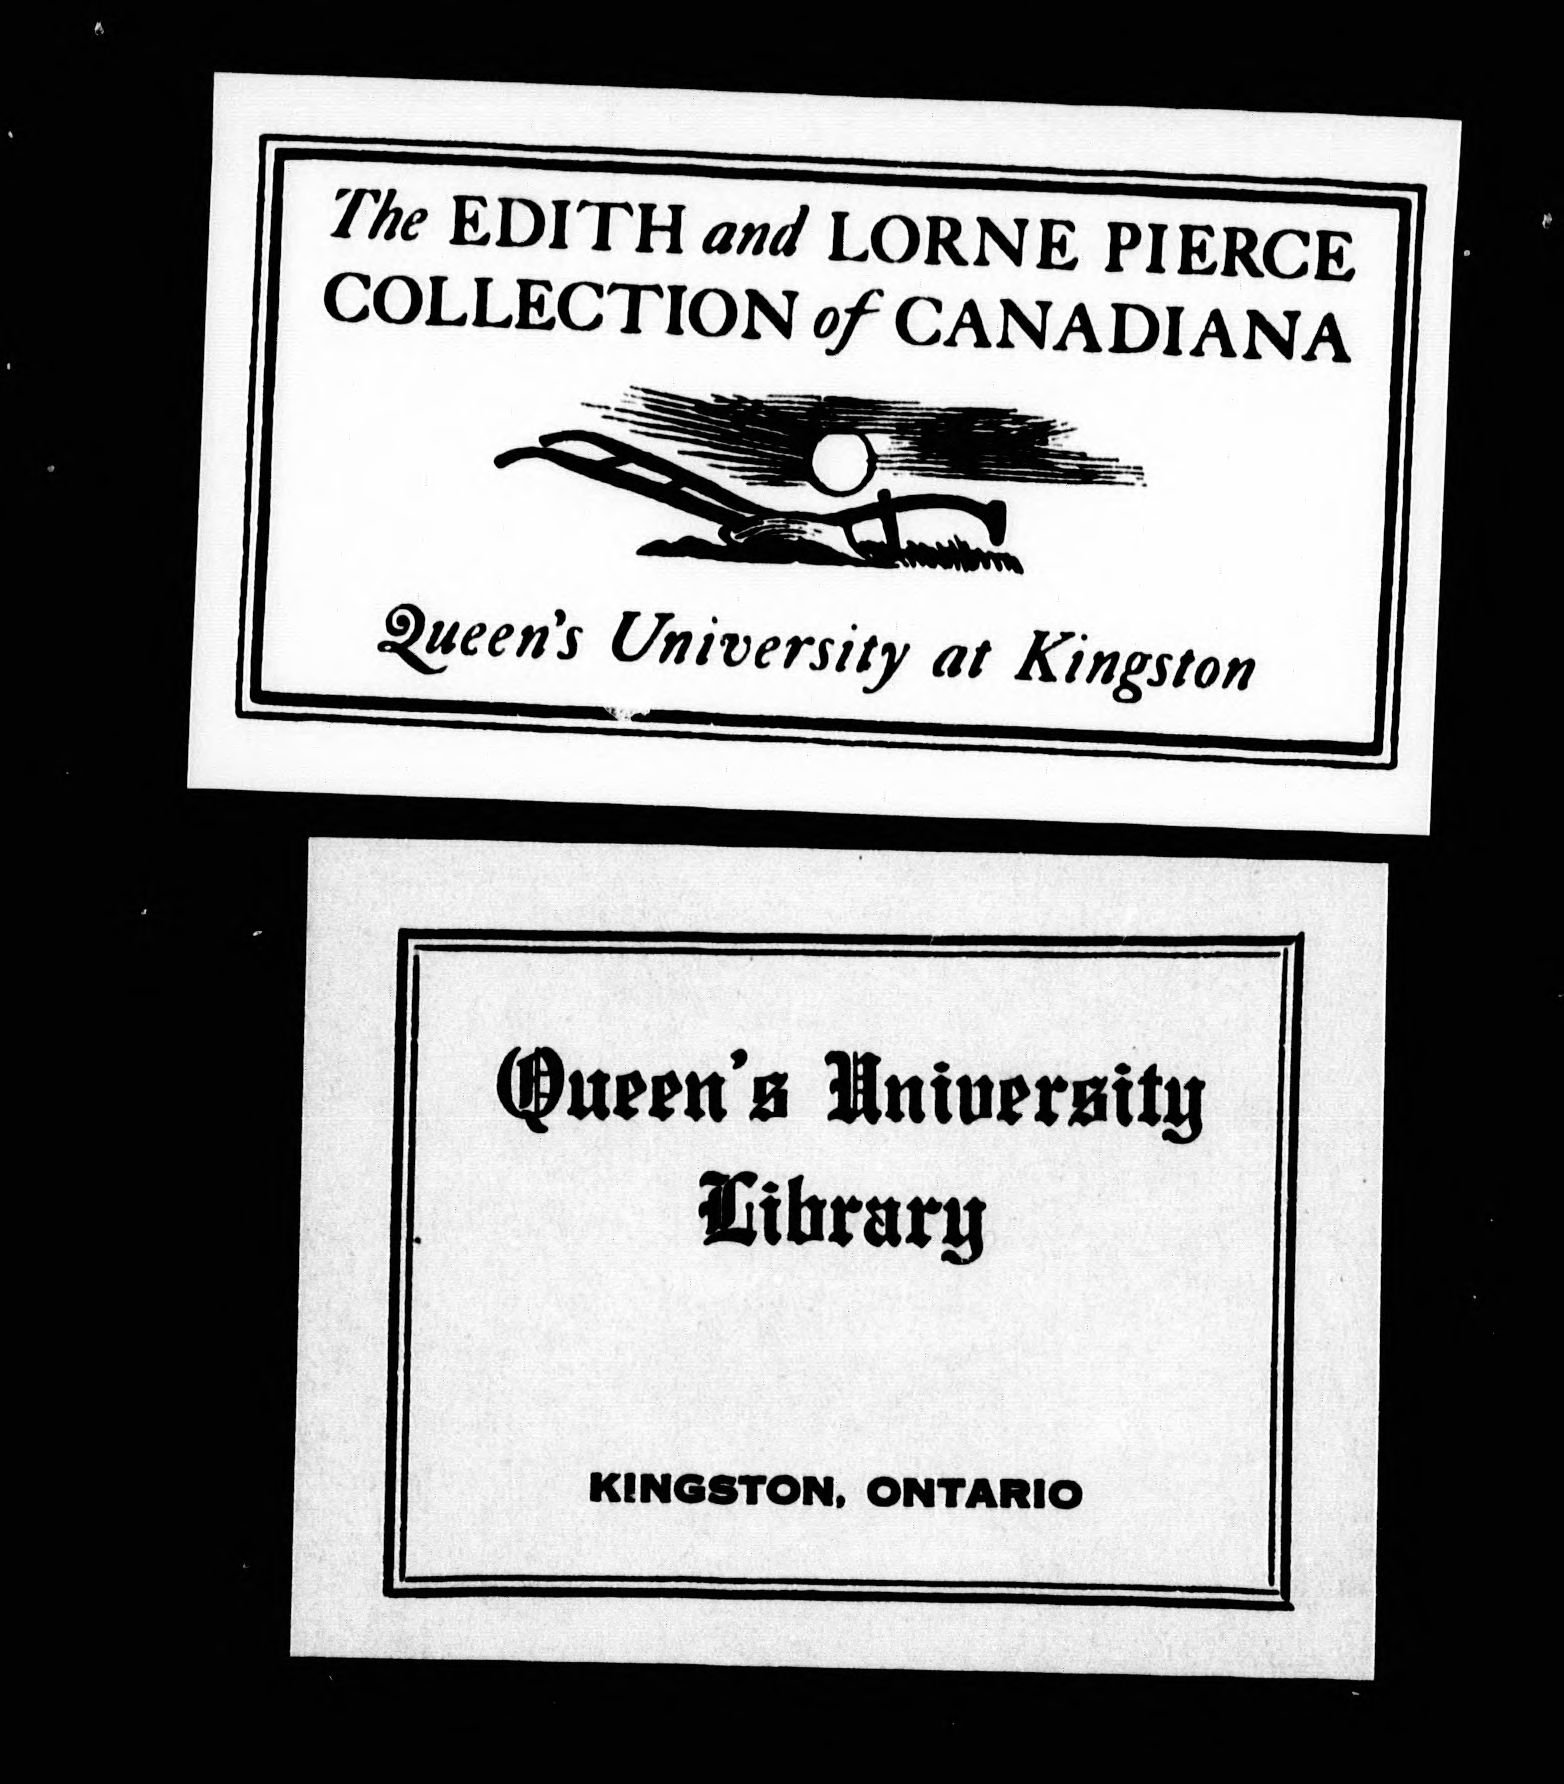 The EDITH and LORNE PIERCE
COLLECTION of CANADIANA
Queen's University at Kingston
Queen's University
Library
KINGSTON, ONTARIO